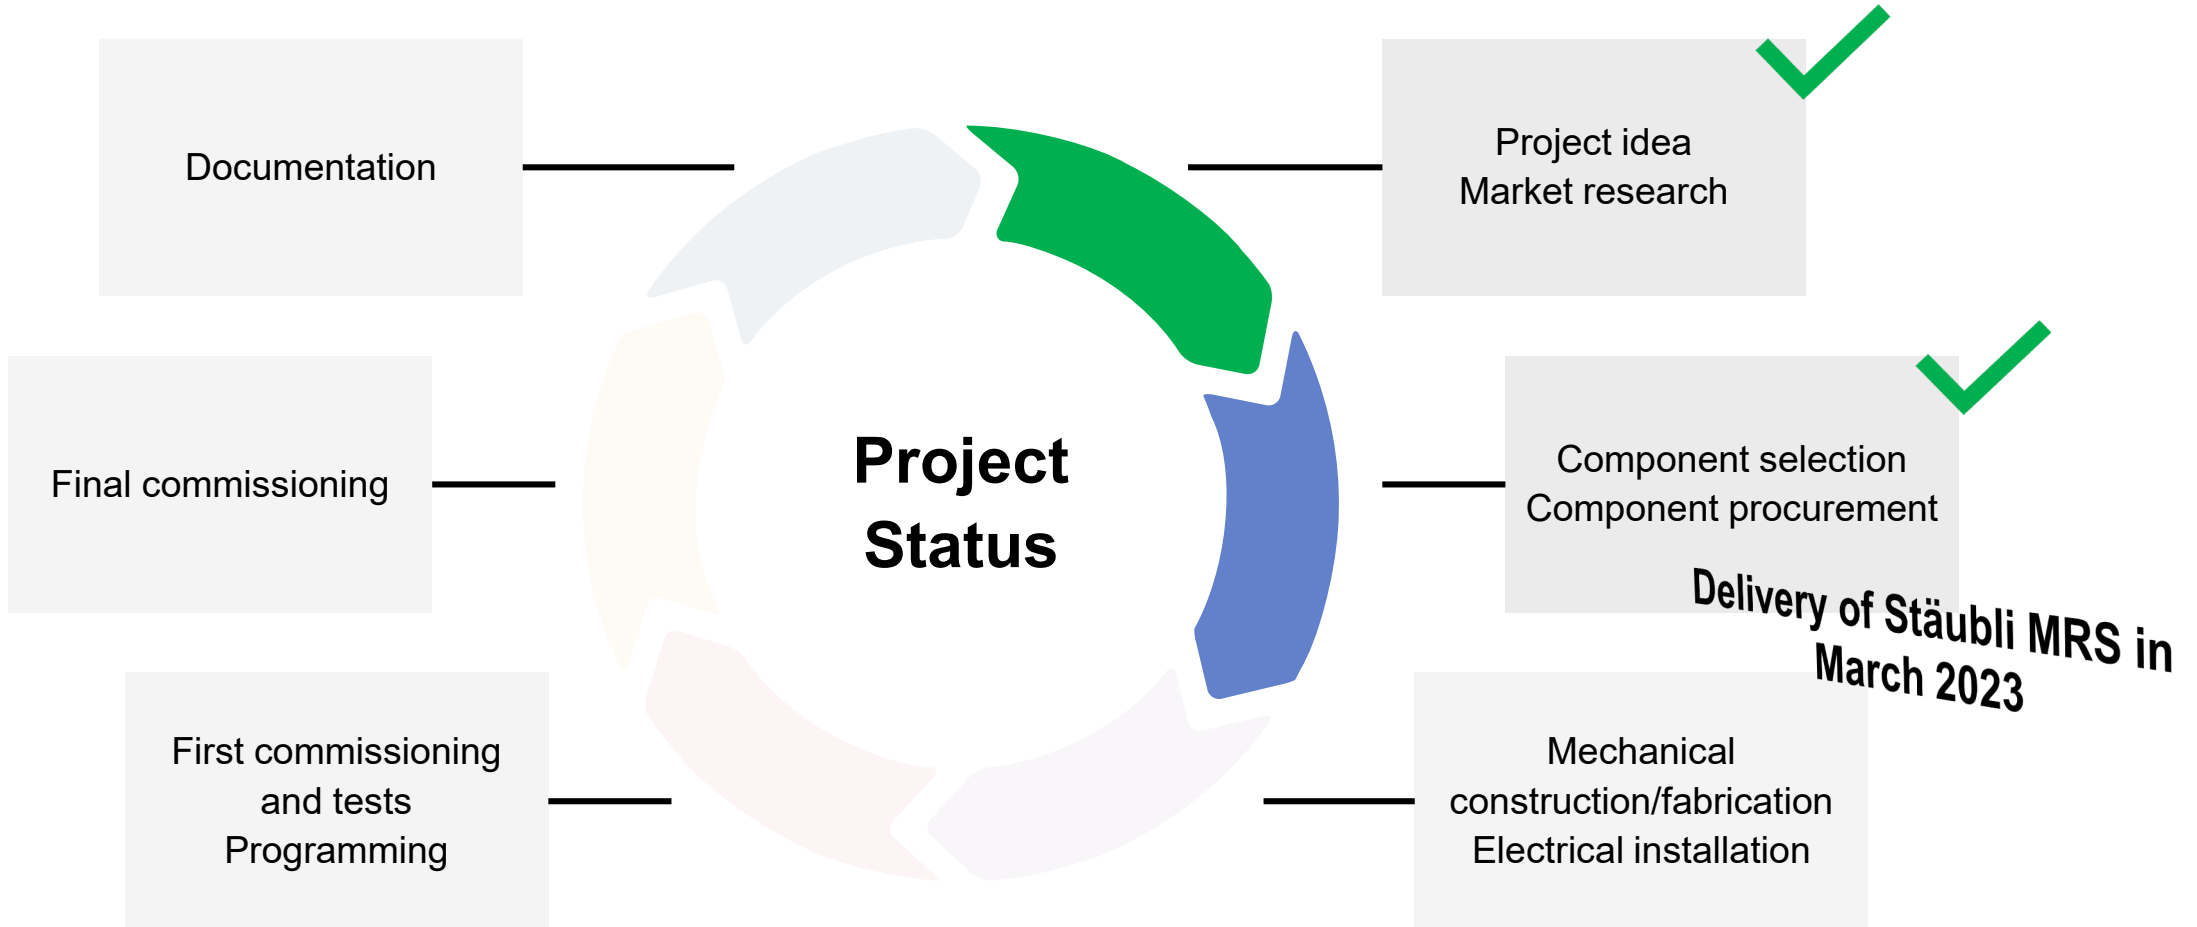 Project
Status
Project idea
Market research
Component selection
Component procurement
Delivery of Stäubli MRS in
March 2023
Mechanical
construction/fabrication
Electrical installation
First commissioning
and tests
Programming
Final commissioning
Documentation